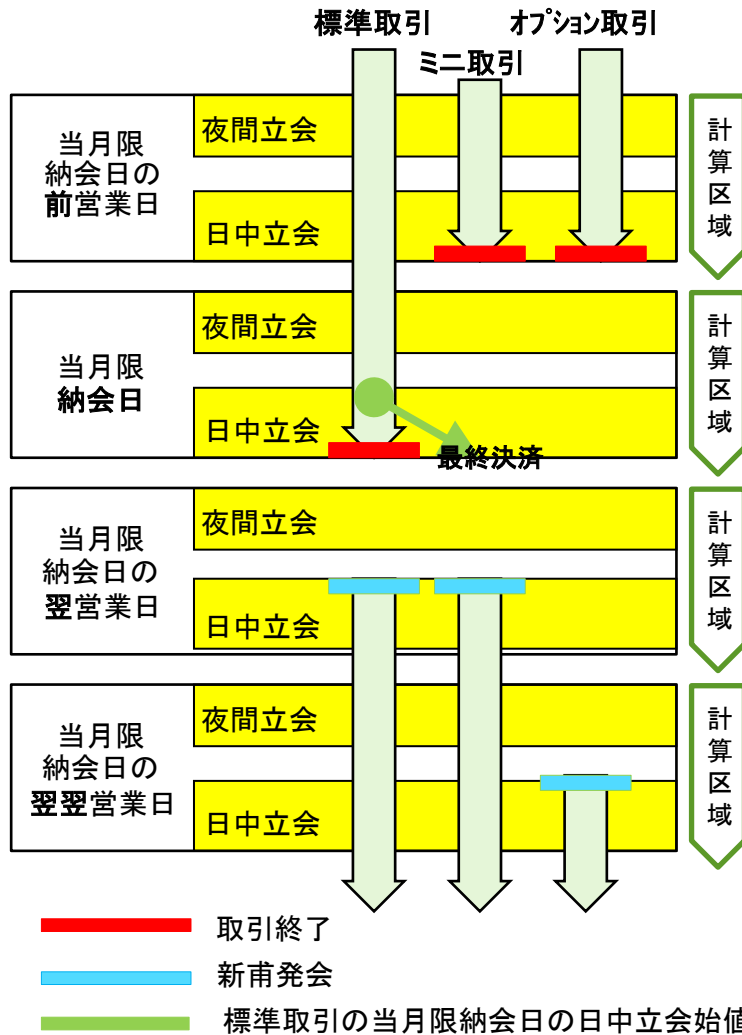 標準取引
オプション取引
ミニ取引
当月限
納会日の
前営業日
夜間立会
日中立会
計算区域
当月限
納会日
夜間立会
日中立会
最終決済
計算区域
当月限
納会日の
翌営業日
夜間立会
日中立会
計算区域
当月限
納会日の
翌翌営業日
夜間立会
日中立会
計算区域
取引終了
新甫発会
標準取引の当月限納会日の日中立会始値